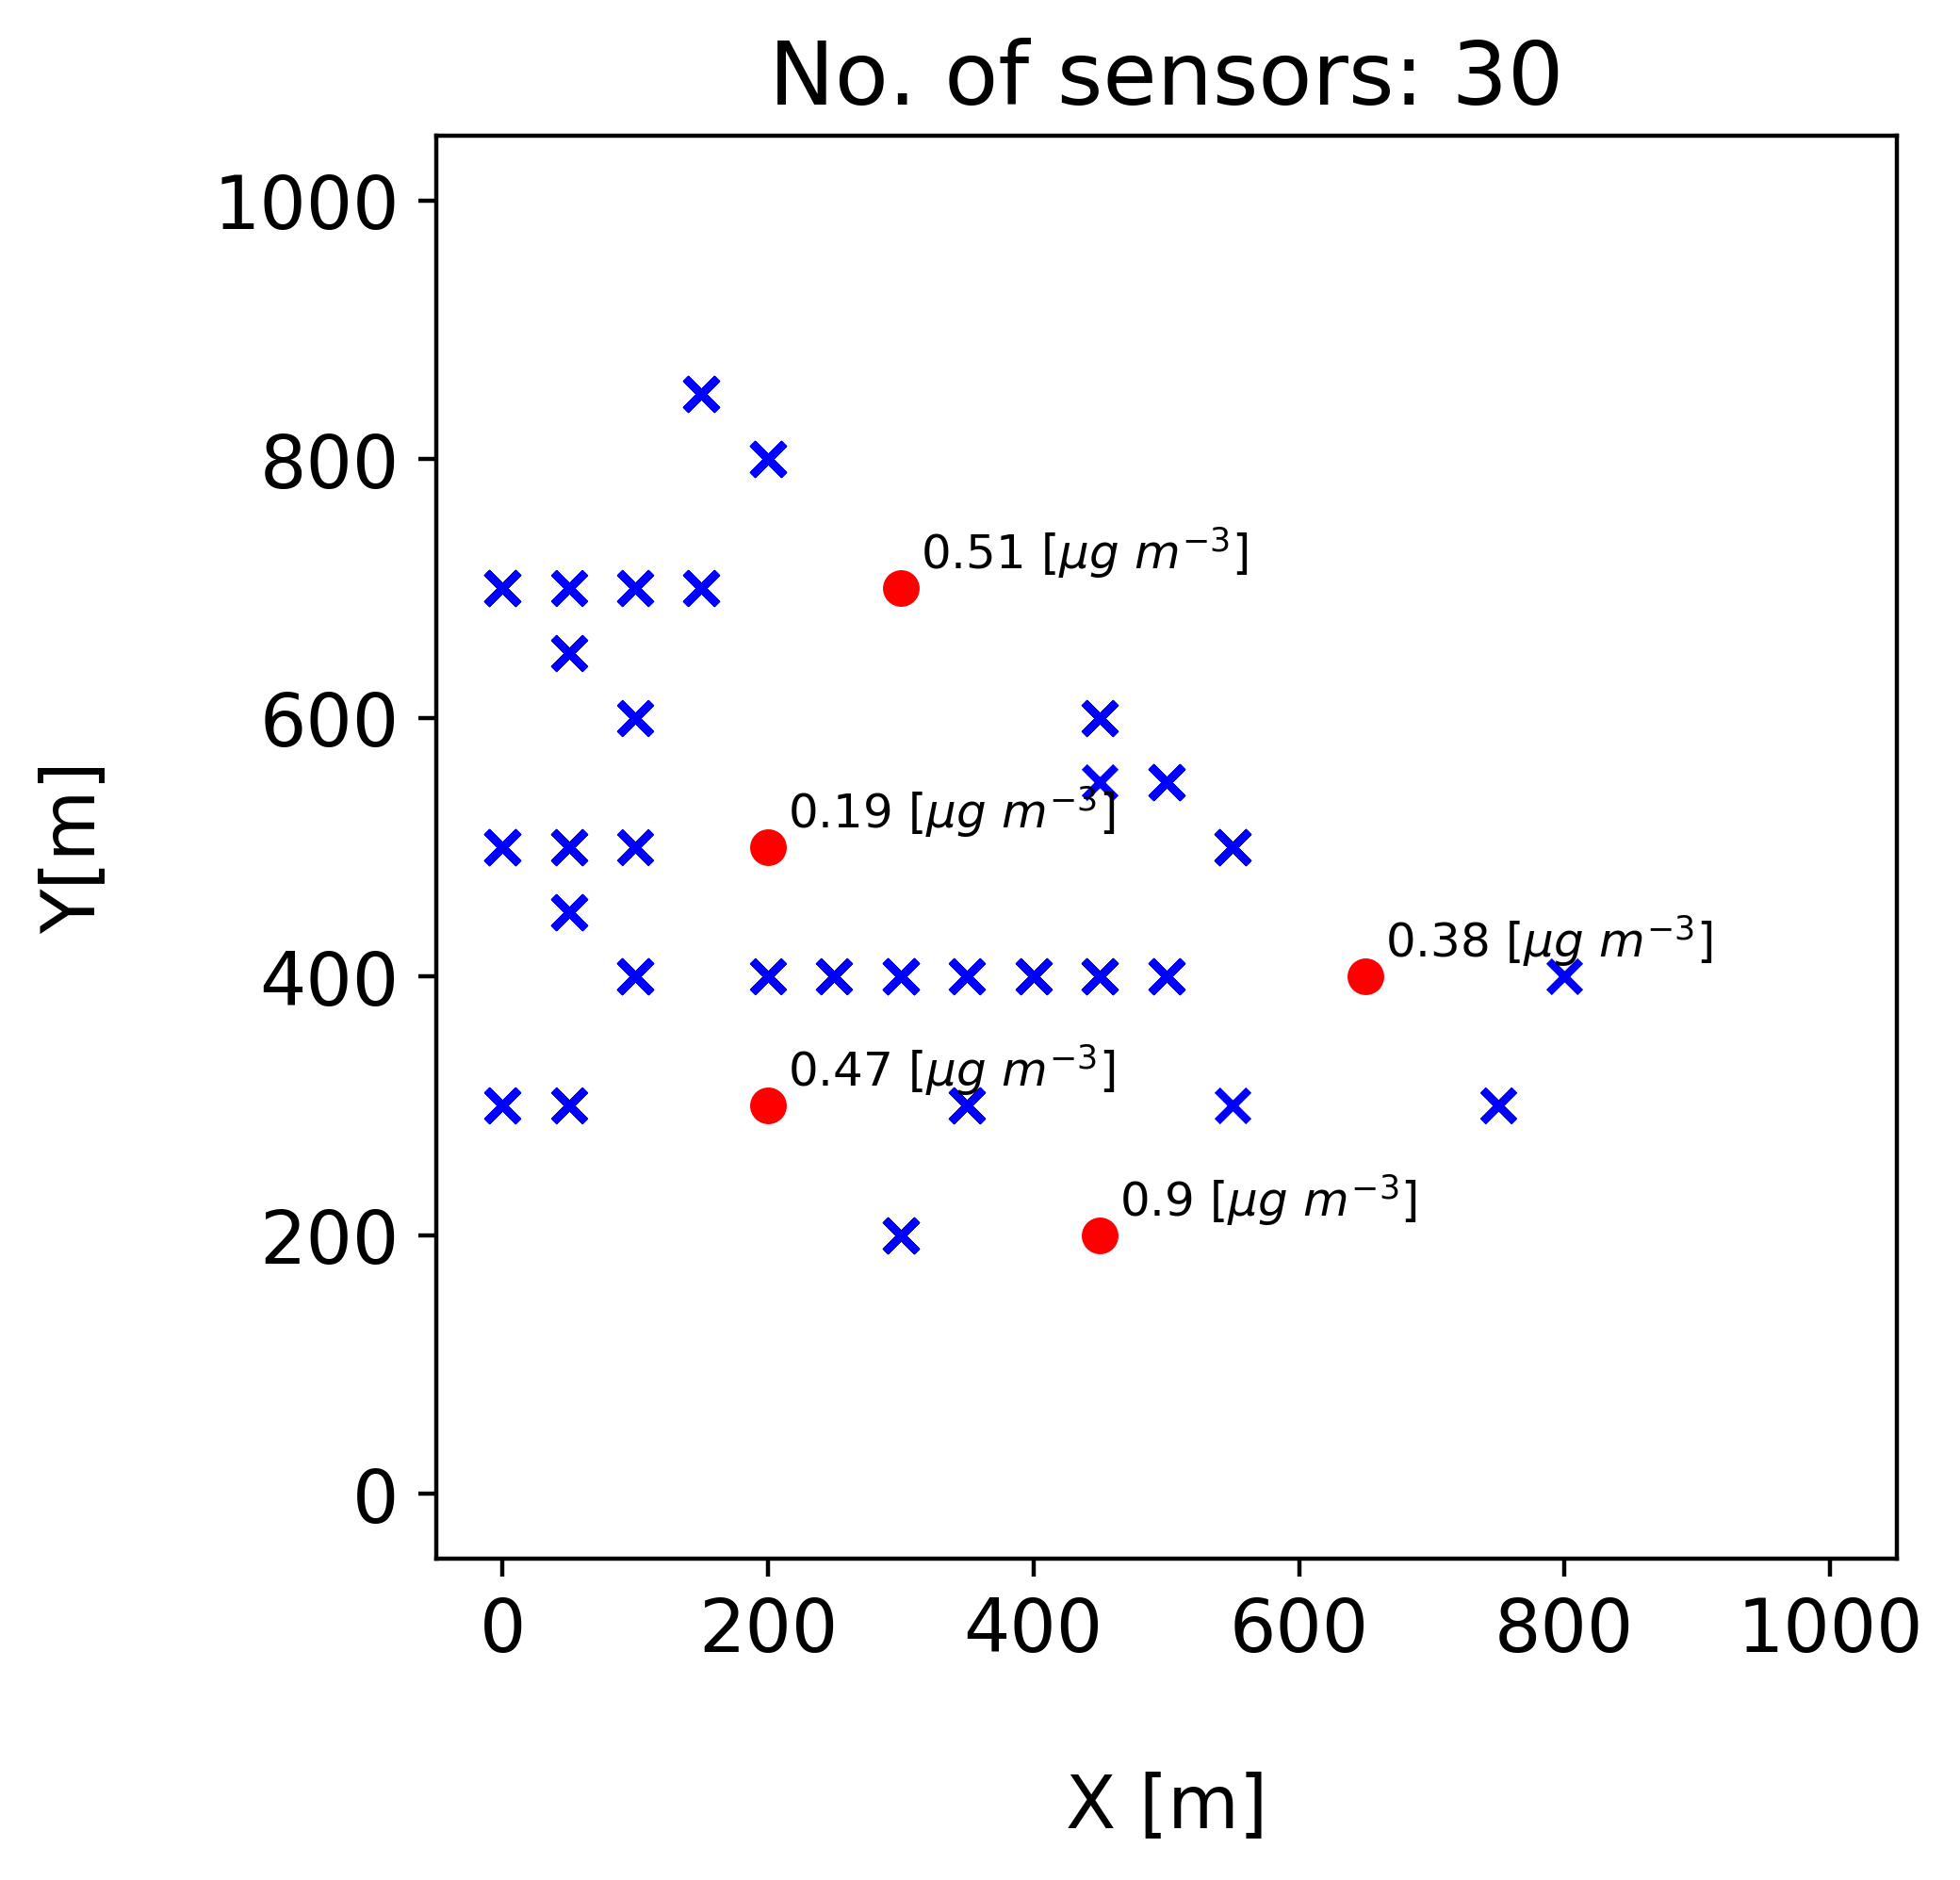 No. of sensors: 30
1000
800
600
400
200
0
Y[m]
0.51 [μg m⁻³]
0.19 [μg m⁻³]
0.38 [μg m⁻³]
0.47 [μg m⁻³]
0.9 [μg m⁻³]
0 200 400 600 800 1000
X [m]